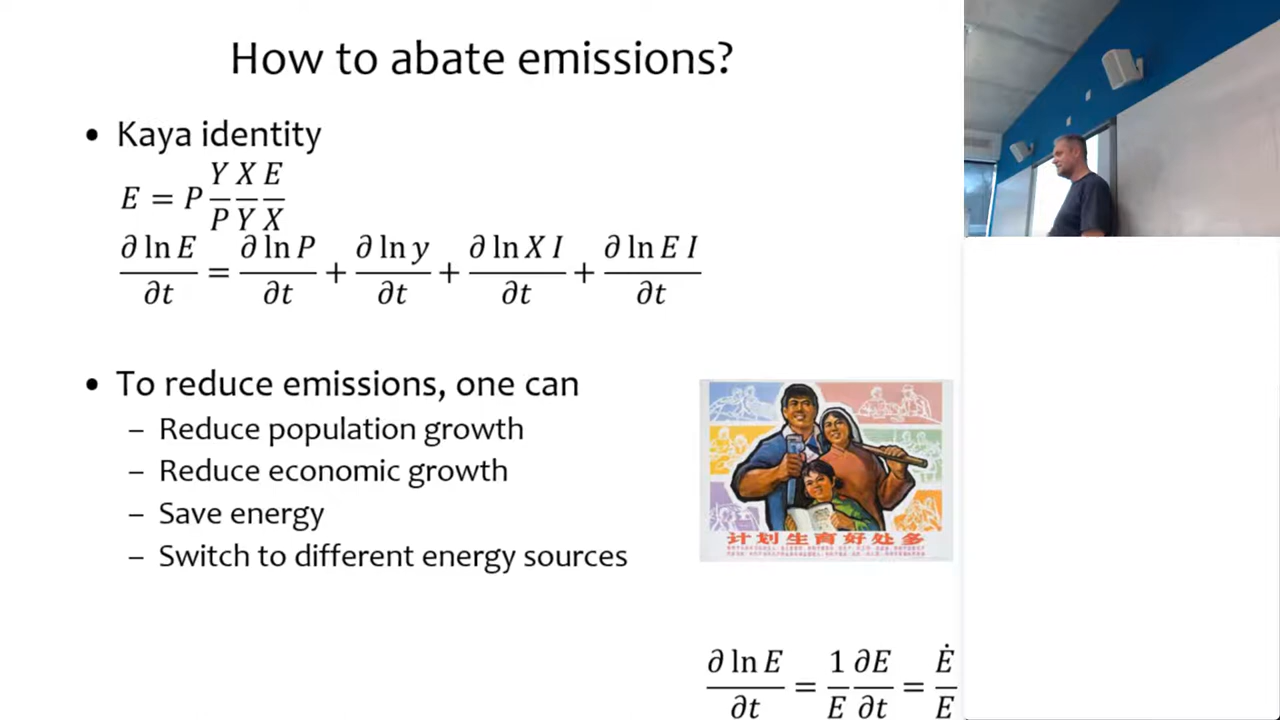 How to abate emissions?
• Kaya identity
E = P Y/P X/Y E/X
∂ ln E/∂t = ∂ ln P/∂t + ∂ ln y/∂t + ∂ ln X I/∂t + ∂ ln E I/∂t
• To reduce emissions, one can
– Reduce population growth
– Reduce economic growth
– Save energy
– Switch to different energy sources
计划生育好处多
∂ ln E/∂t = 1/E ∂E/∂t = Ė/E